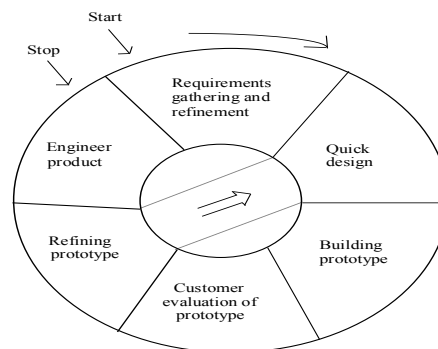 Start
Stop
Requirements
gathering and
refinement
Quick
design
Building
prototype
Customer
evaluation of
prototype
Refining
prototype
Engineer
product